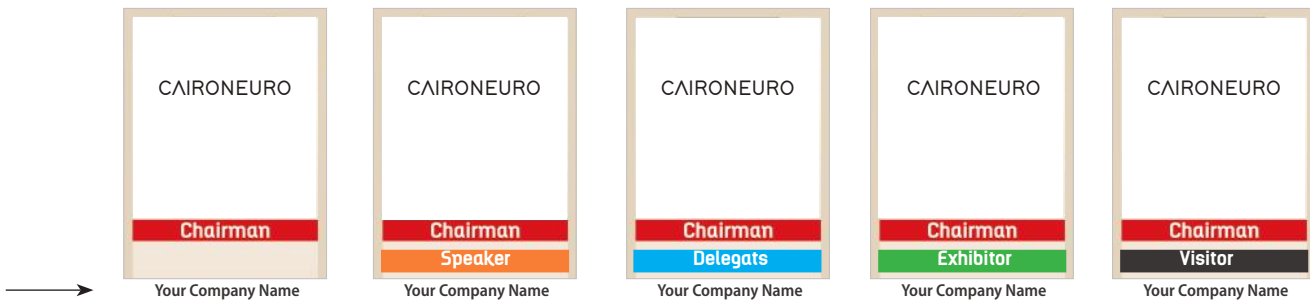 CAIRONEURO CAIRONEURO CAIRONEURO CAIRONEURO CAIRONEURO
Chairman Chairman Chairman Chairman Chairman
Speaker Delegats Exhibitor Visitor
Your Company Name Your Company Name Your Company Name Your Company Name Your Company Name